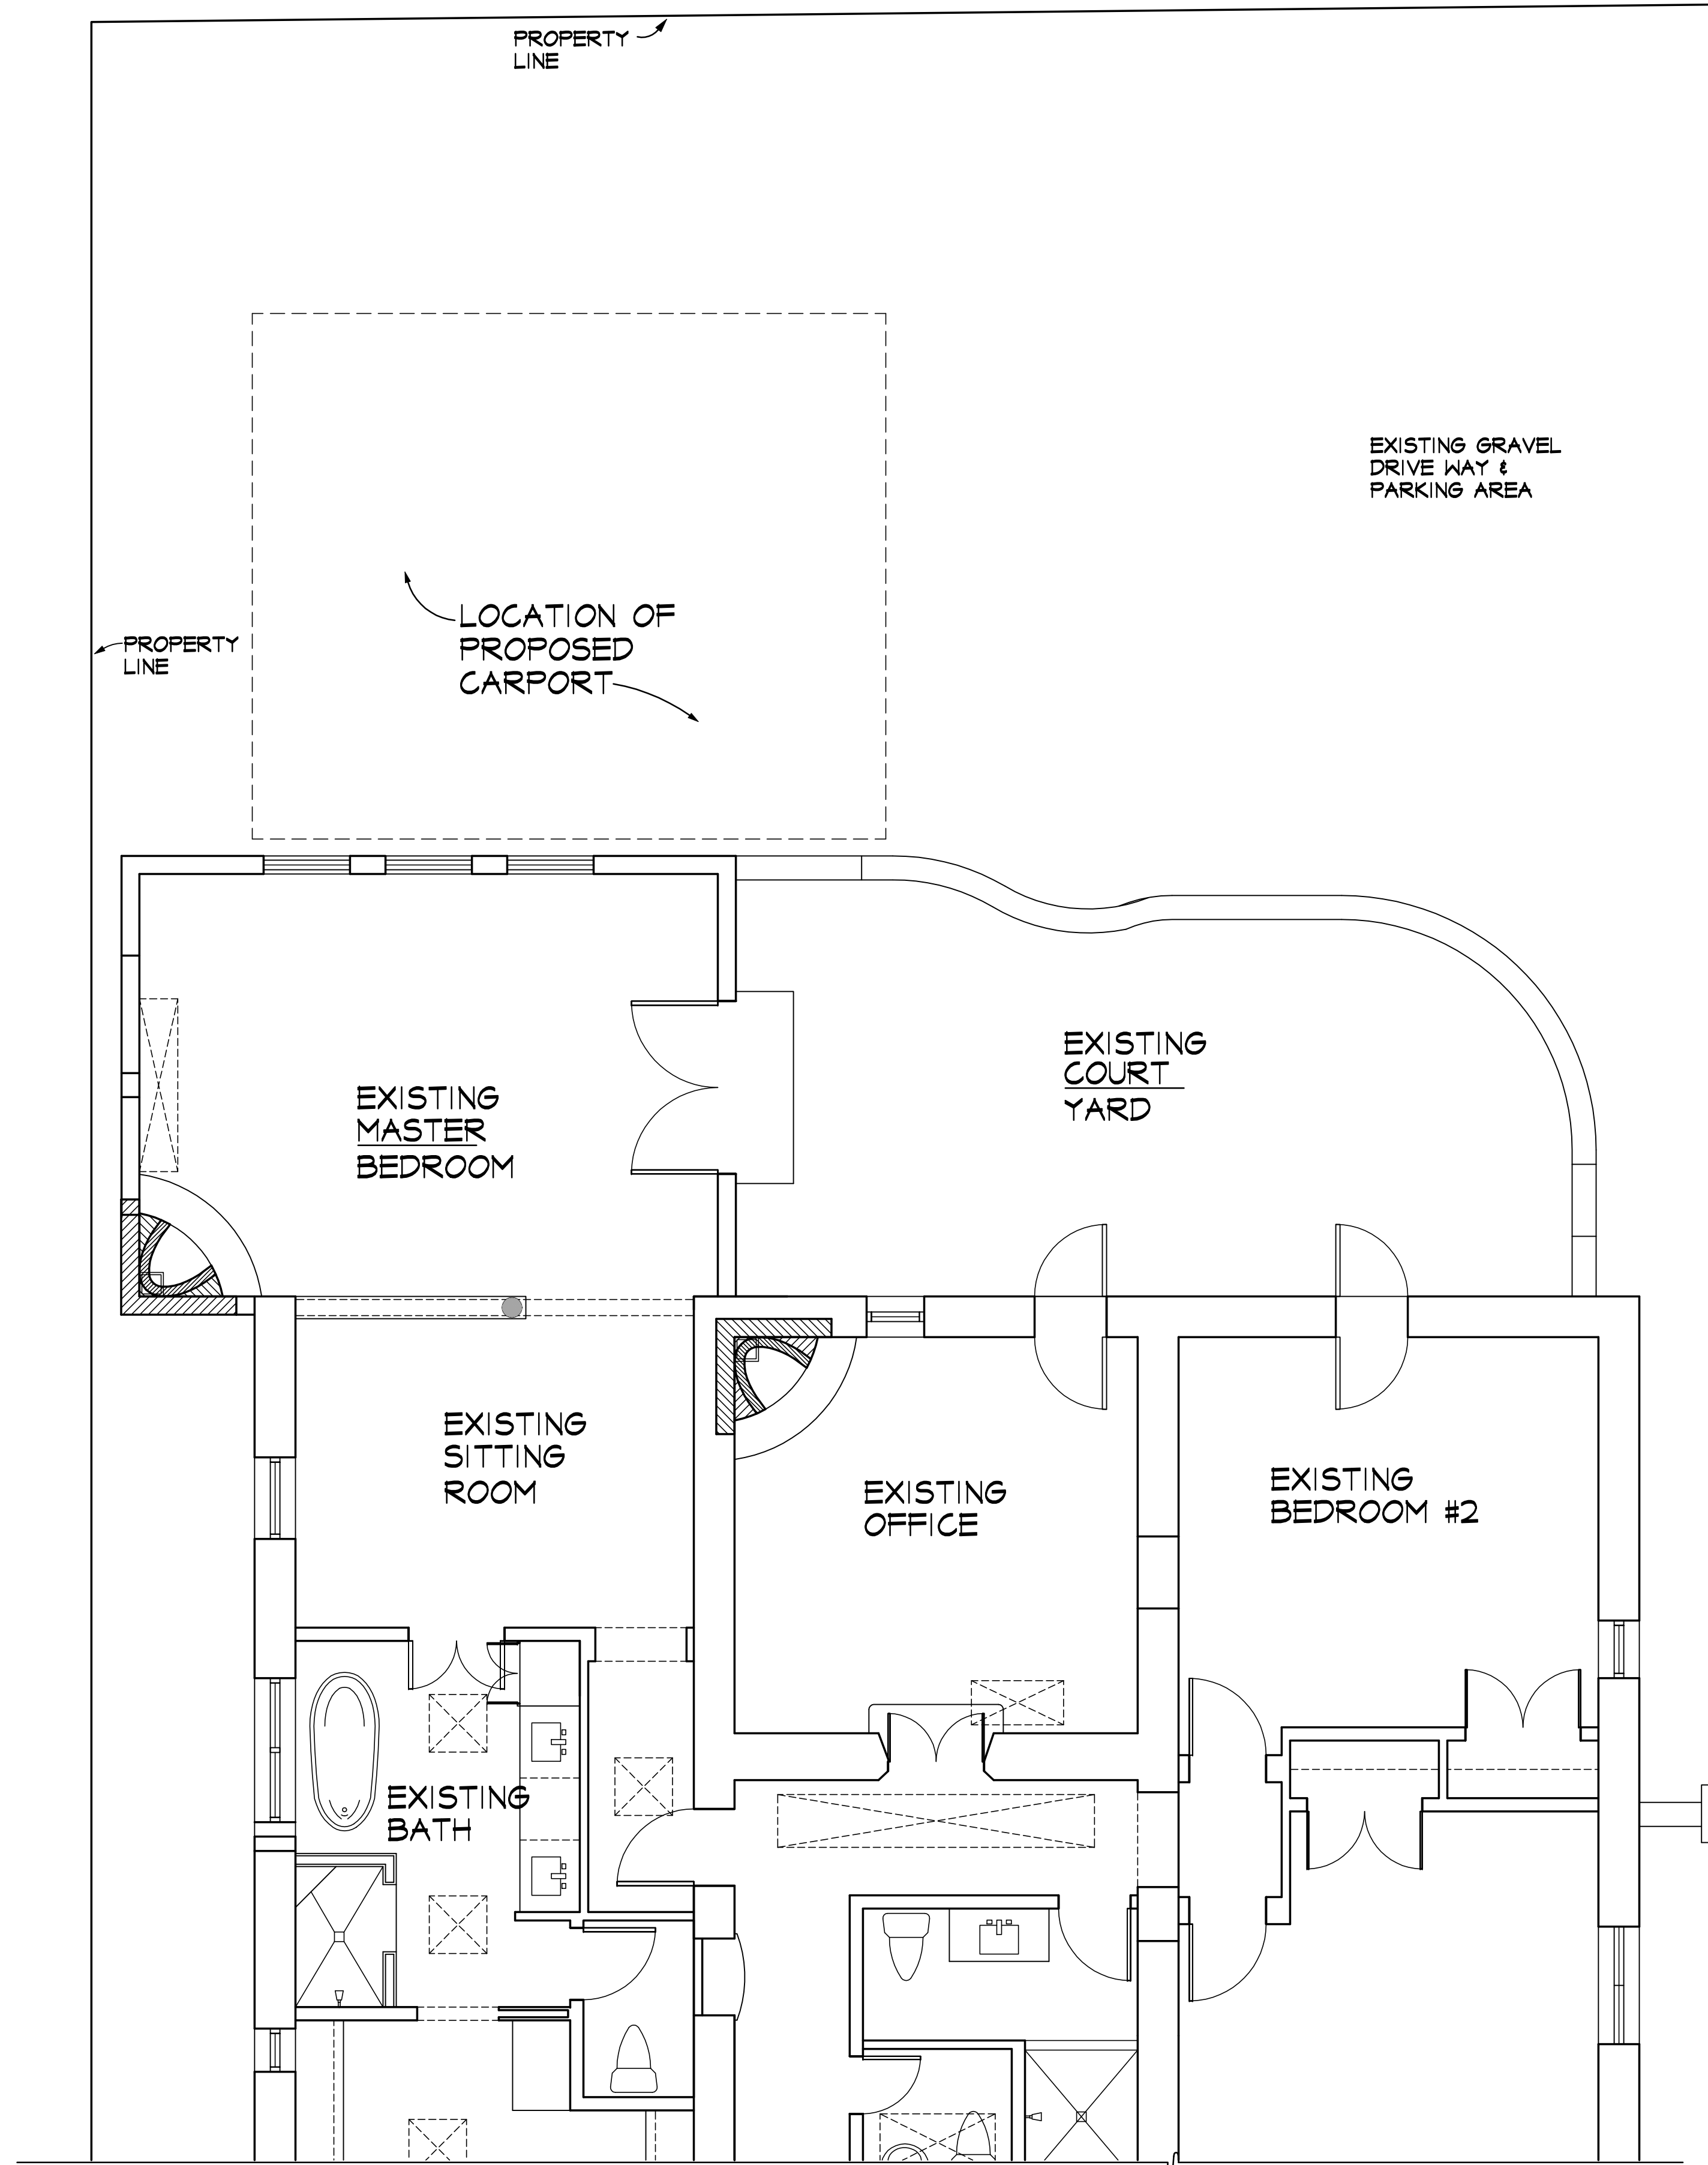 PROPERTY
LINE
EXISTING GRAVEL
DRIVE WAY &
PARKING AREA
LOCATION OF
PROPOSED
CARPORT
PROPERTY
LINE
EXISTING
COURT
YARD
EXISTING
MASTER
BEDROOM
EXISTING
SITTING
ROOM
EXISTING
OFFICE
EXISTING
BEDROOM #2
EXISTING
BATH